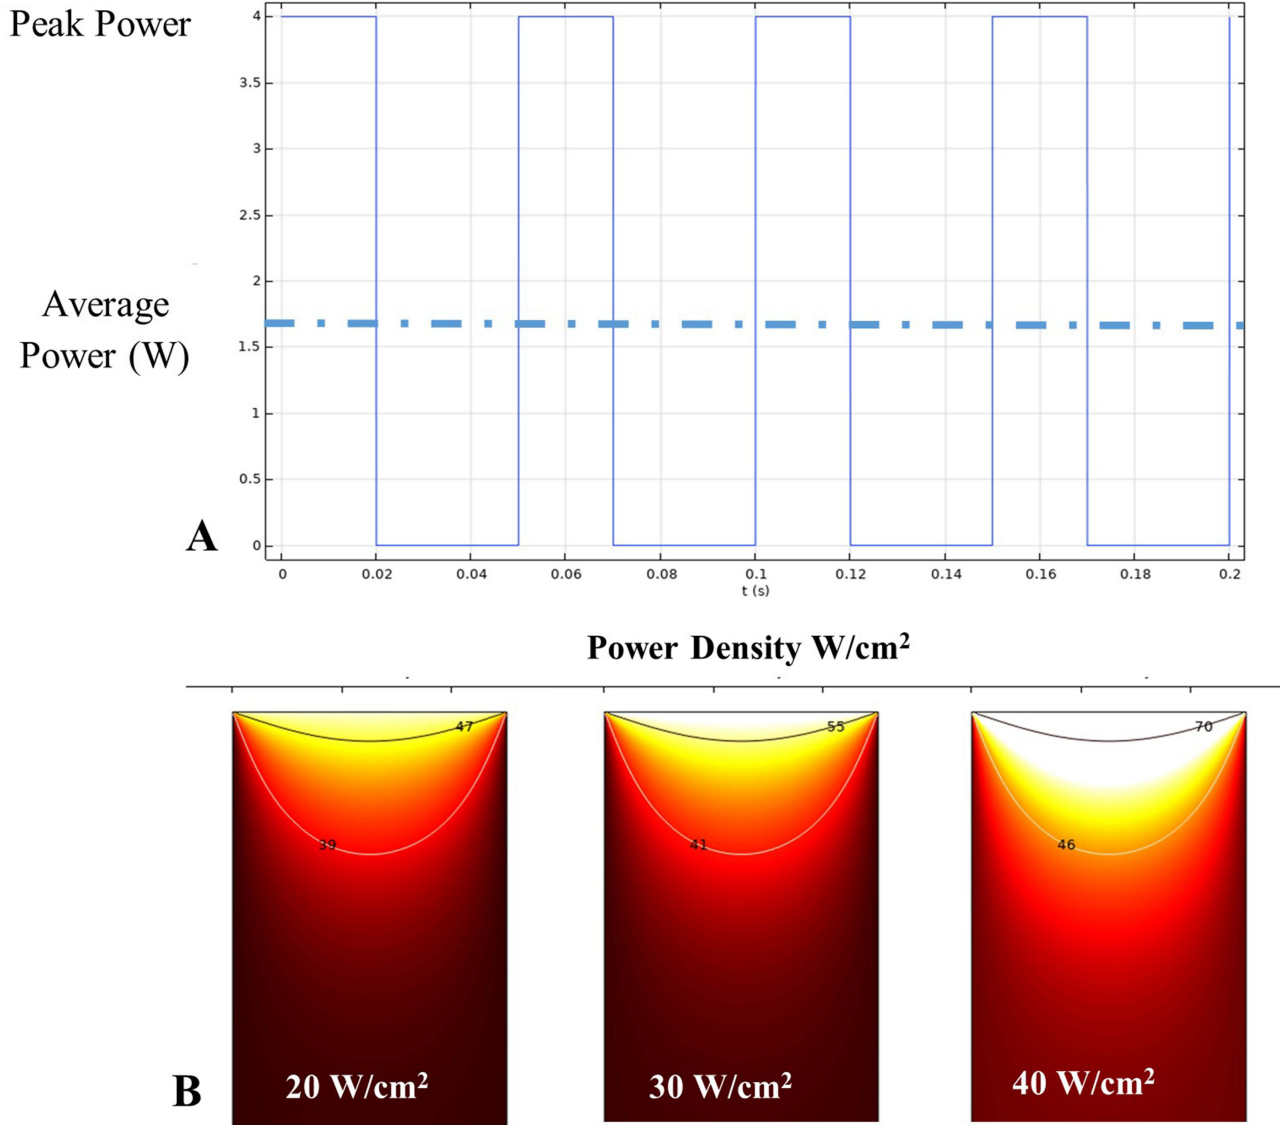 Peak Power
4
3.5
3
2.5
2
Average
Power (W)
1.5
1
0.5
0
A
0 0.02 0.04 0.06 0.08 0.1 0.12 0.14 0.16 0.18 0.2
t (s)
Power Density W/cm²
47 55 70
39 41 46
B
20 W/cm² 30 W/cm² 40 W/cm²